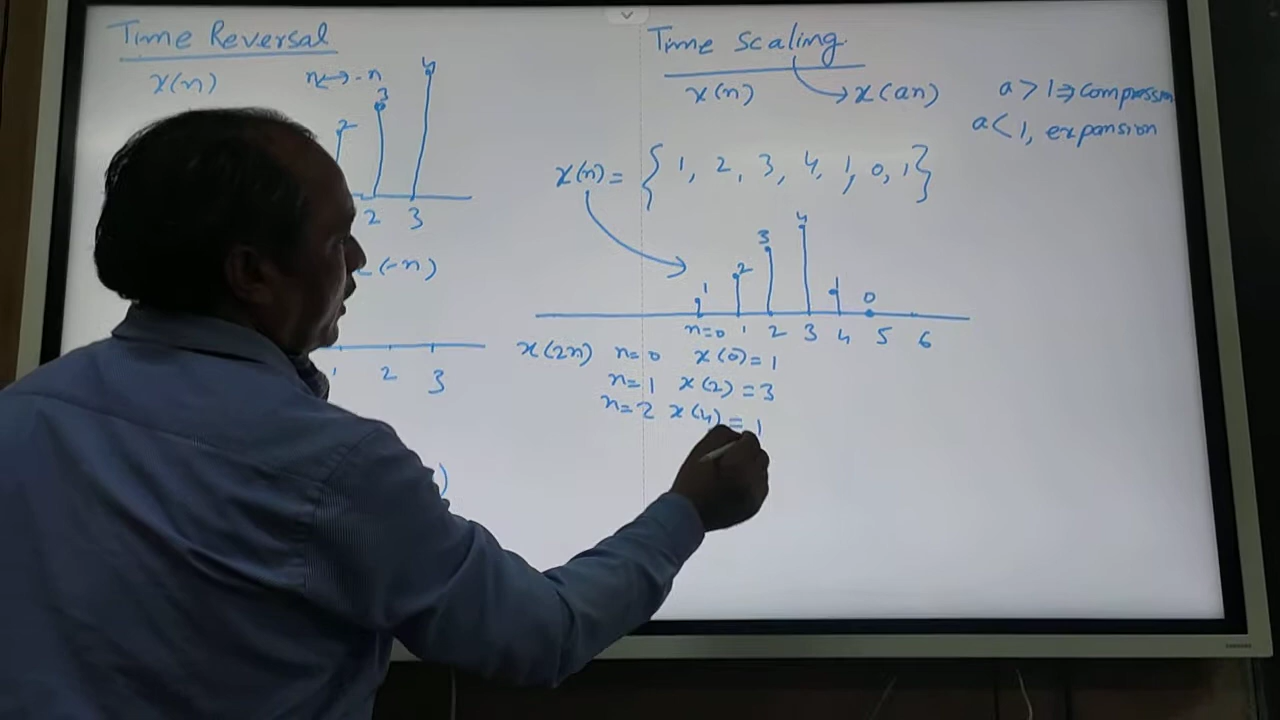 Time Reversal
x(n) n→-n
2 3 4
2 3
(-n)
1 2 3
)
Time Scaling
x(n) x(an)
a > 1 ⇒ compression
a < 1, expansion
x(n) = { 1, 2, 3, 4, 1, 0, 1 }
1 2 3 4 0
n=0 1 2 3 4 5 6
x(2n) n=0 x(0)=1
n=1 x(2)=3
n=2 x(4)=1